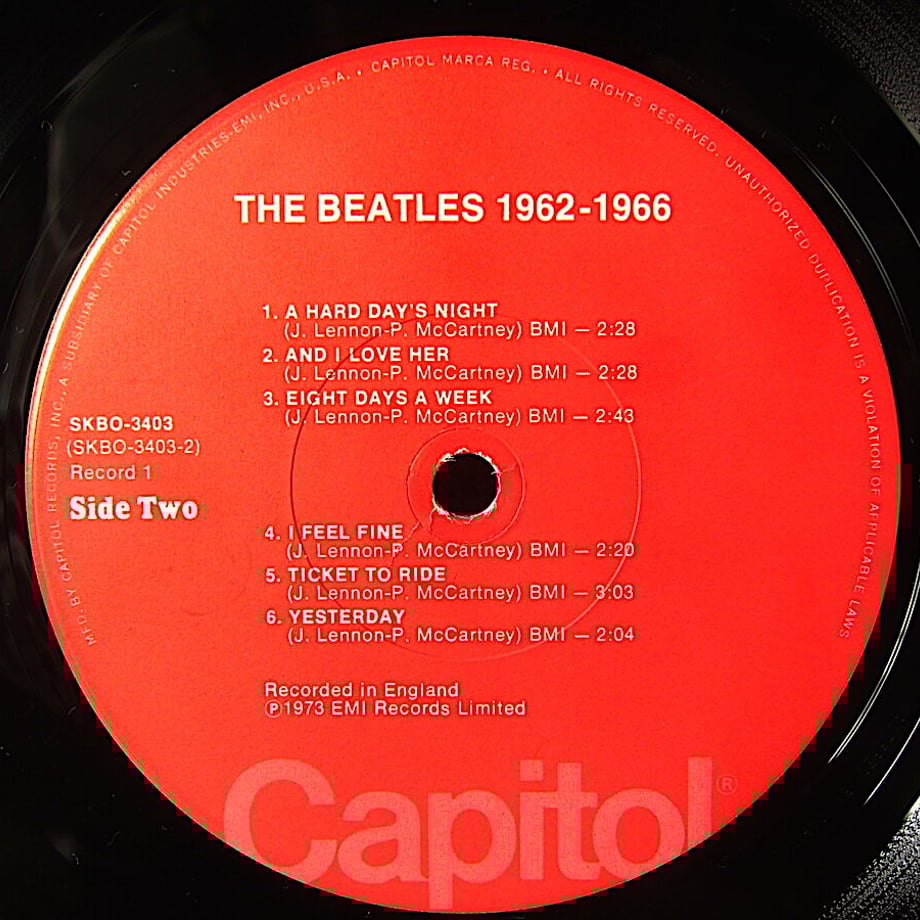 MFD. BY CAPITOL RECORDS, INC., A SUBSIDIARY OF CAPITOL INDUSTRIES-EMI, INC., U.S.A. • CAPITOL MARCA REG. • ALL RIGHTS RESERVED. UNAUTHORIZED DUPLICATION IS A VIOLATION OF APPLICABLE LAWS
THE BEATLES 1962-1966
1. A HARD DAY'S NIGHT
(J. Lennon-P. McCartney) BMI — 2:28
2. AND I LOVE HER
(J. Lennon-P. McCartney) BMI — 2:28
3. EIGHT DAYS A WEEK
(J. Lennon-P. McCartney) BMI — 2:43
SKBO-3403
(SKBO-3403-2)
Record 1
Side Two
4. I FEEL FINE
(J. Lennon-P. McCartney) BMI — 2:20
5. TICKET TO RIDE
(J. Lennon-P. McCartney) BMI — 3:03
6. YESTERDAY
(J. Lennon-P. McCartney) BMI — 2:04
Recorded in England
℗1973 EMI Records Limited
Capitol®